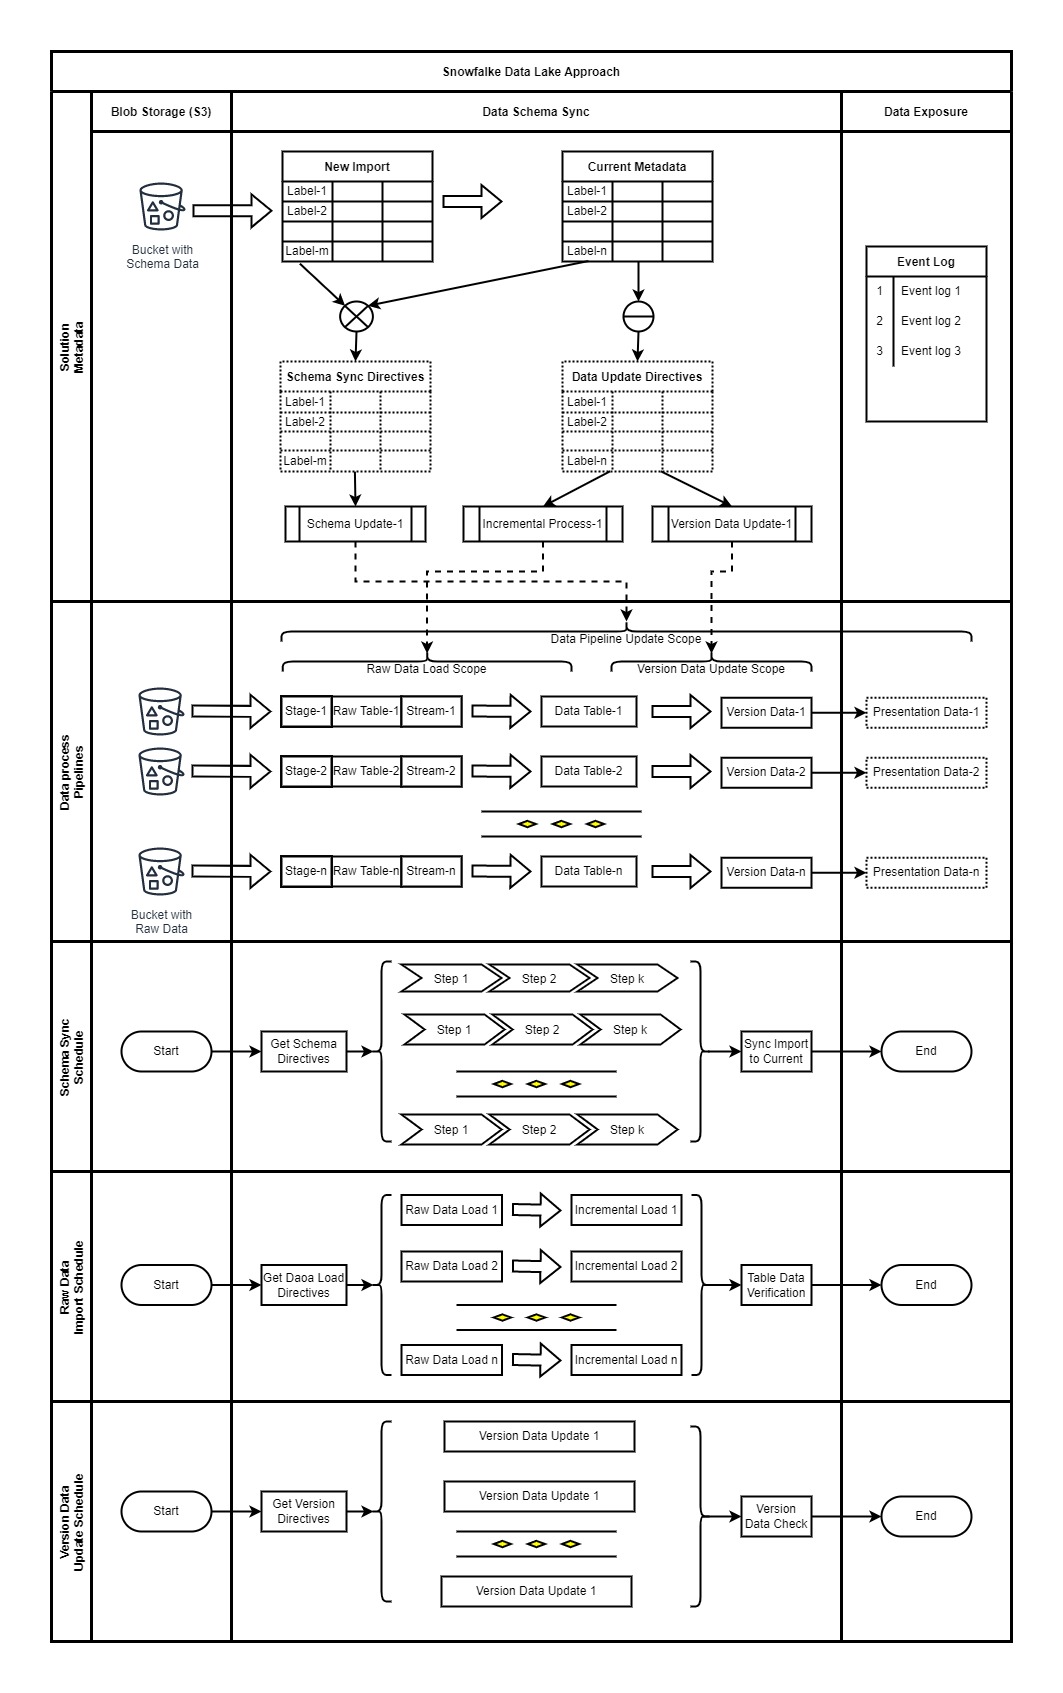 Snowfalke Data Lake Approach
Blob Storage (S3)
Data Schema Sync
Data Exposure
Solution
Metadata
Bucket with
Schema Data
New Import
Label-1
Label-2
Label-m
Current Metadata
Label-1
Label-2
Label-n
Event Log
1 Event log 1
2 Event log 2
3 Event log 3
Schema Sync Directives
Label-1
Label-2
Label-m
Data Update Directives
Label-1
Label-2
Label-n
Schema Update-1
Incremental Process-1
Version Data Update-1
Data process
Pipelines
Data Pipeline Update Scope
Raw Data Load Scope
Version Data Update Scope
Stage-1 Raw Table-1 Stream-1
Data Table-1
Version Data-1
Presentation Data-1
Stage-2 Raw Table-2 Stream-2
Data Table-2
Version Data-2
Presentation Data-2
Stage-n Raw Table-n Stream-n
Data Table-n
Version Data-n
Presentation Data-n
Bucket with
Raw Data
Schema Sync
Schedule
Start
Get Schema
Directives
Step 1 Step 2 Step k
Step 1 Step 2 Step k
Step 1 Step 2 Step k
Sync Import
to Current
End
Raw Data
Import Schedule
Start
Get Daoa Load
Directives
Raw Data Load 1
Incremental Load 1
Raw Data Load 2
Incremental Load 2
Raw Data Load n
Incremental Load n
Table Data
Verification
End
Version Data
Update Schedule
Start
Get Version
Directives
Version Data Update 1
Version Data Update 1
Version Data Update 1
Version
Data Check
End